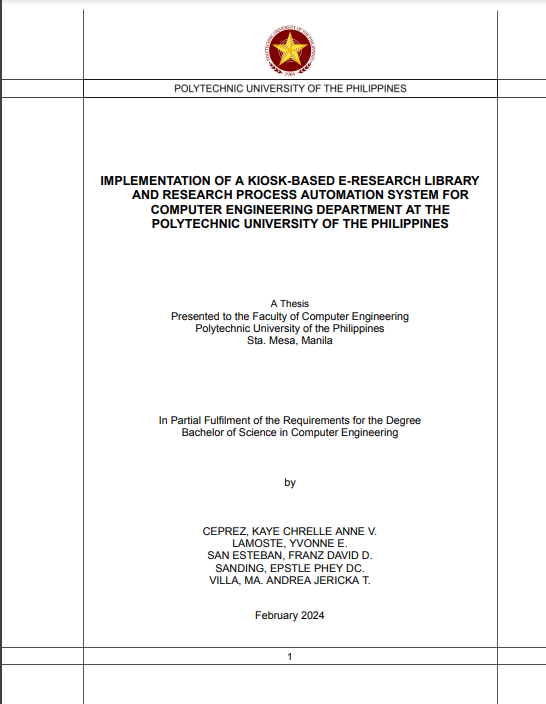 POLYTECHNIC UNIVERSITY OF THE PHILIPPINES
IMPLEMENTATION OF A KIOSK-BASED E-RESEARCH LIBRARY
AND RESEARCH PROCESS AUTOMATION SYSTEM FOR
COMPUTER ENGINEERING DEPARTMENT AT THE
POLYTECHNIC UNIVERSITY OF THE PHILIPPINES
A Thesis
Presented to the Faculty of Computer Engineering
Polytechnic University of the Philippines
Sta. Mesa, Manila
In Partial Fulfilment of the Requirements for the Degree
Bachelor of Science in Computer Engineering
by
CEPREZ, KAYE CHRELLE ANNE V.
LAMOSTE, YVONNE E.
SAN ESTEBAN, FRANZ DAVID D.
SANDING, EPSTLE PHEY DC.
VILLA, MA. ANDREA JERICKA T.
February 2024
1